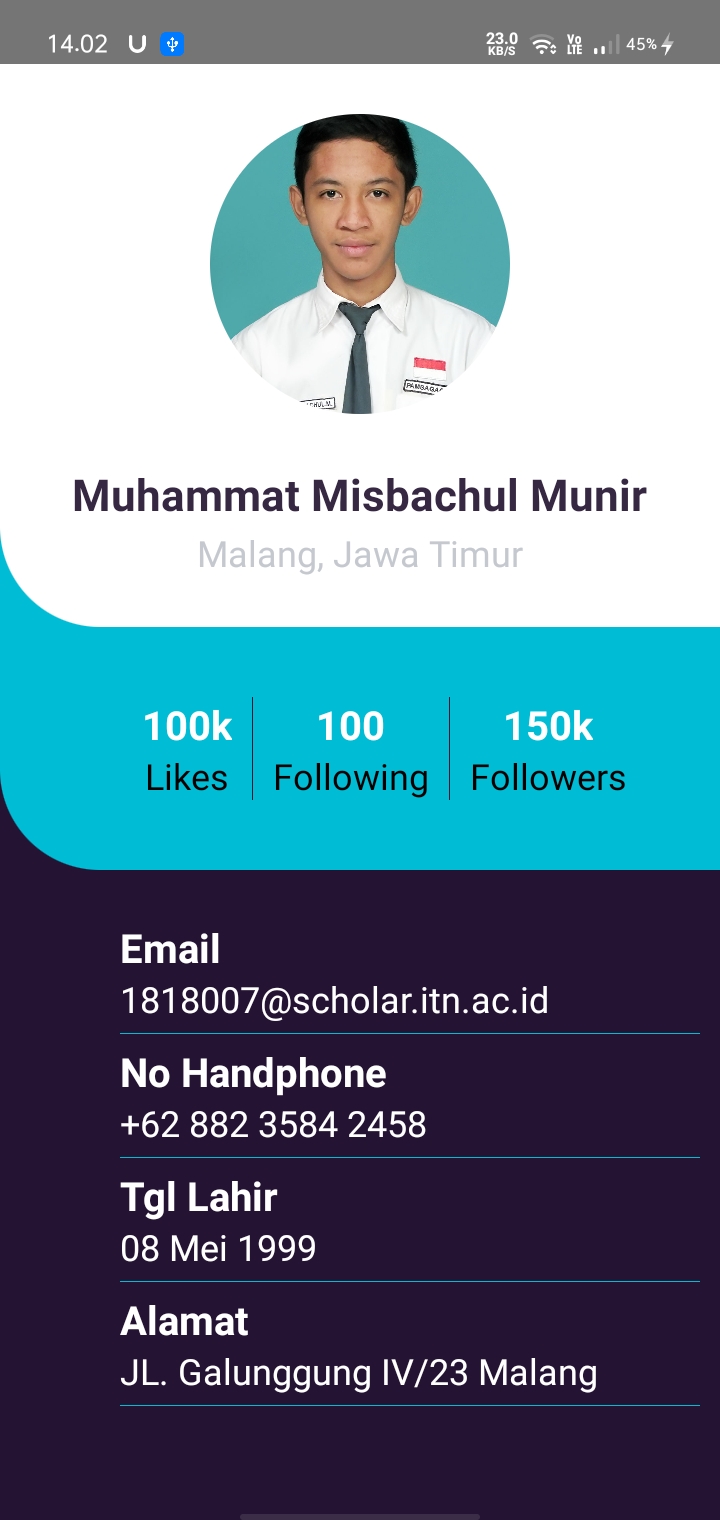 14.02
23.0
KB/S
Vo
LTE
45%
Muhammat Misbachul Munir
Malang, Jawa Timur
100k
Likes
100
Following
150k
Followers
Email
1818007@scholar.itn.ac.id
No Handphone
+62 882 3584 2458
Tgl Lahir
08 Mei 1999
Alamat
JL. Galunggung IV/23 Malang